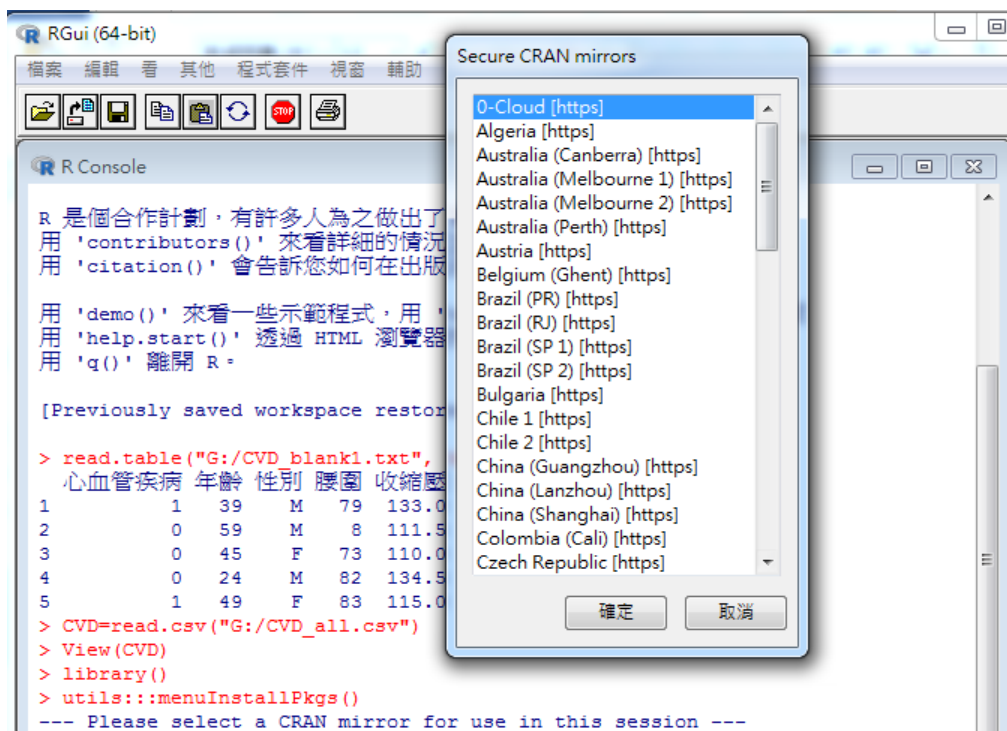 RGui (64-bit)
檔案 編輯 看 其他 程式套件 視窗 輔助
STOP
R Console
R 是個合作計劃，有許多人為之做出了
用 'contributors()' 來看詳細的情況
用 'citation()' 會告訴您如何在出版
用 'demo()' 來看一些示範程式，用 '
用 'help.start()' 透過 HTML 瀏覽器
用 'q()' 離開 R。
[Previously saved workspace restor
> read.table("G:/CVD_blank1.txt",
心血管疾病 年齡 性別 腰圍 收縮壓
1 1 39 M 79 133.0
2 0 59 M 8 111.5
3 0 45 F 73 110.0
4 0 24 M 82 134.5
5 1 49 F 83 115.0
> CVD=read.csv("G:/CVD_all.csv")
> View(CVD)
> library()
> utils:::menuInstallPkgs()
--- Please select a CRAN mirror for use in this session ---
Secure CRAN mirrors
0-Cloud [https]
Algeria [https]
Australia (Canberra) [https]
Australia (Melbourne 1) [https]
Australia (Melbourne 2) [https]
Australia (Perth) [https]
Austria [https]
Belgium (Ghent) [https]
Brazil (PR) [https]
Brazil (RJ) [https]
Brazil (SP 1) [https]
Brazil (SP 2) [https]
Bulgaria [https]
Chile 1 [https]
Chile 2 [https]
China (Guangzhou) [https]
China (Lanzhou) [https]
China (Shanghai) [https]
Colombia (Cali) [https]
Czech Republic [https]
確定 取消